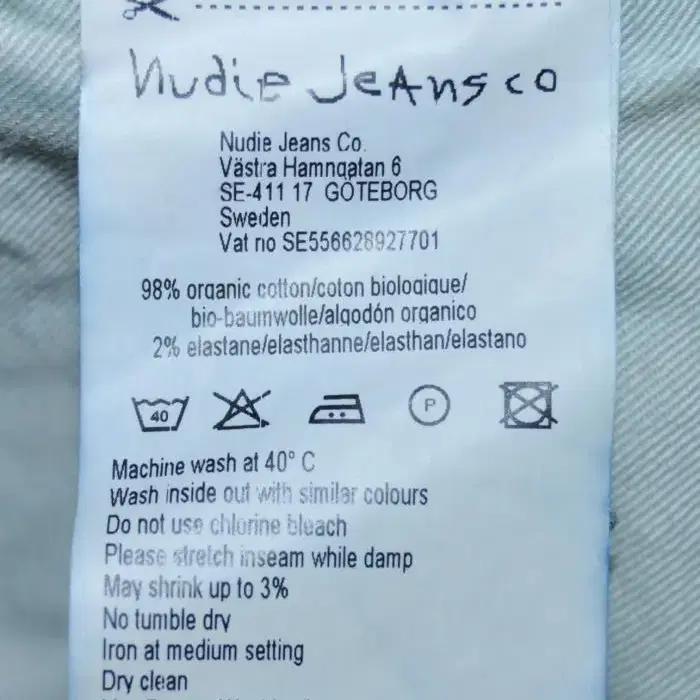 Nudie Jeans co
Nudie Jeans Co.
Västra Hamngatan 6
SE-411 17 GÖTEBORG
Sweden
Vat no SE556628927701
98% organic cotton/coton biologique/
bio-baumwolle/algodón organico
2% elastane/elasthanne/elasthan/elastano
40 P
Machine wash at 40° C
Wash inside out with similar colours
Do not use chlorine bleach
Please stretch inseam while damp
May shrink up to 3%
No tumble dry
Iron at medium setting
Dry clean